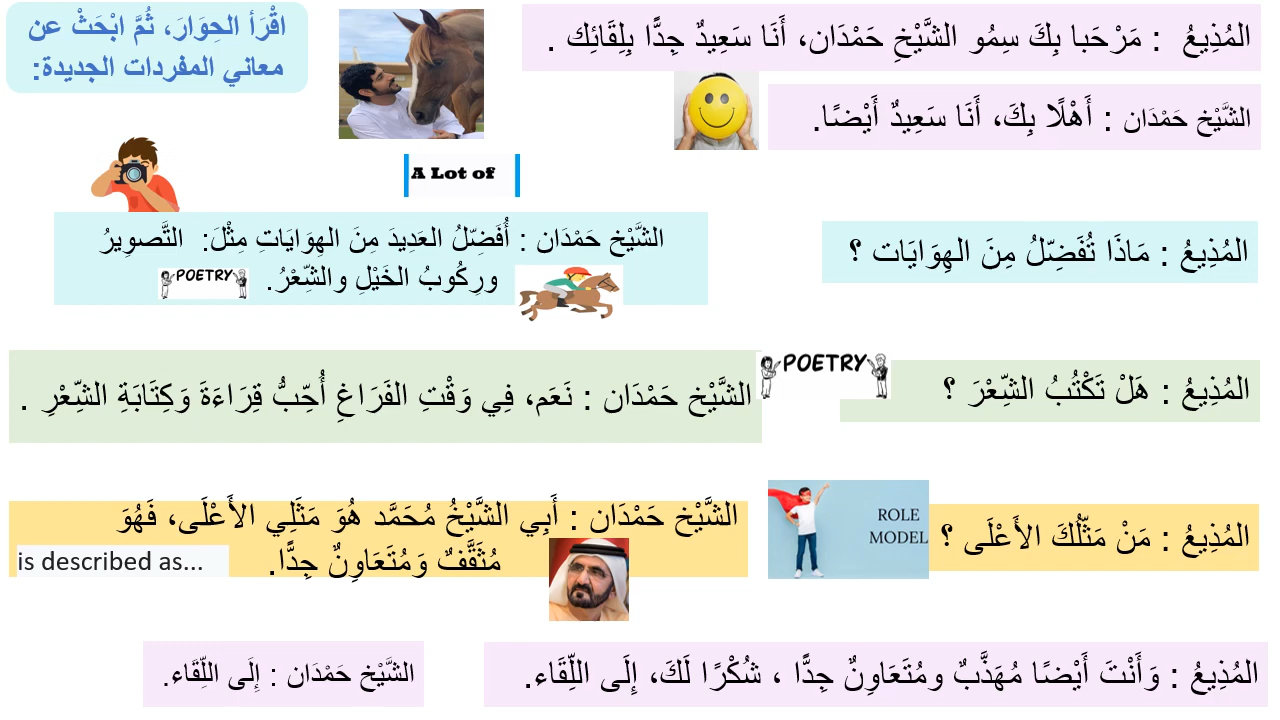 اقْرَأ الحِوَارَ، ثُمَّ ابْحَثْ عن
معاني المفردات الجديدة:
المُذِيعُ : مَرْحَبا بِكَ سِمُو الشَّيْخِ حَمْدَان، أَنَا سَعِيدٌ جِدًّا بِلِقَائِك .
الشَّيْخ حَمْدَان : أَهْلًا بِكَ، أَنَا سَعِيدٌ أَيْضًا.
A Lot of
المُذِيعُ : مَاذَا تُفَضِّلُ مِنَ الهِوَايَات ؟
الشَّيْخ حَمْدَان : أُفَضِّلُ العَدِيدَ مِنَ الهِوَايَاتِ مِثْلَ: التَّصوِيرُ
ورِكُوبُ الخَيْلِ والشِّعْرُ.
POETRY
المُذِيعُ : هَلْ تَكْتُبُ الشِّعْرَ ؟
POETRY
الشَّيْخ حَمْدَان : نَعَم، فِي وَقْتِ الفَرَاغِ أُحِبُّ قِرَاءَةَ وَكِتَابَةِ الشِّعْرِ .
المُذِيعُ : مَنْ مَثَّلُكَ الأَعْلَى ؟
ROLE
MODEL
الشَّيْخ حَمْدَان : أَبِي الشَّيْخُ مُحَمَّد هُوَ مَثَلِي الأَعْلَى، فَهُوَ
مُثَقَّفٌ وَمُتَعَاوِنٌ جِدًّا.
is described as...
المُذِيعُ : وَأَنْتَ أَيْضًا مُهَذَّبٌ ومُتَعَاوِنٌ جِدًّا ، شُكْرًا لَكَ، إِلَى اللِّقَاء.
الشَّيْخ حَمْدَان : إِلَى اللِّقَاء.